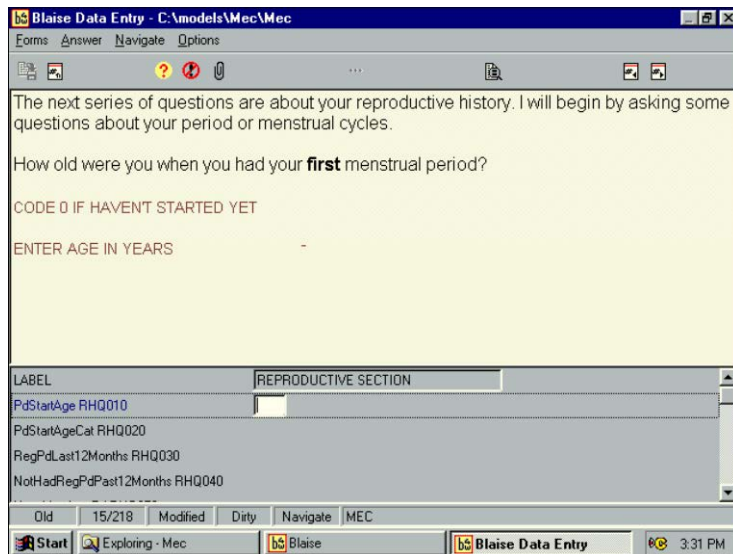 Blaise Data Entry - C:\models\Mec\Mec
Forms Answer Navigate Options
The next series of questions are about your reproductive history. I will begin by asking some
questions about your period or menstrual cycles.
How old were you when you had your first menstrual period?
CODE 0 IF HAVEN'T STARTED YET
ENTER AGE IN YEARS
LABEL REPRODUCTIVE SECTION
PdStartAge RHQ010
PdStartAgeCat RHQ020
RegPdLast12Months RHQ030
NotHadRegPdPast12Months RHQ040
Old 15/218 Modified Dirty Navigate MEC
Start Exploring - Mec Blaise Blaise Data Entry 3:31 PM